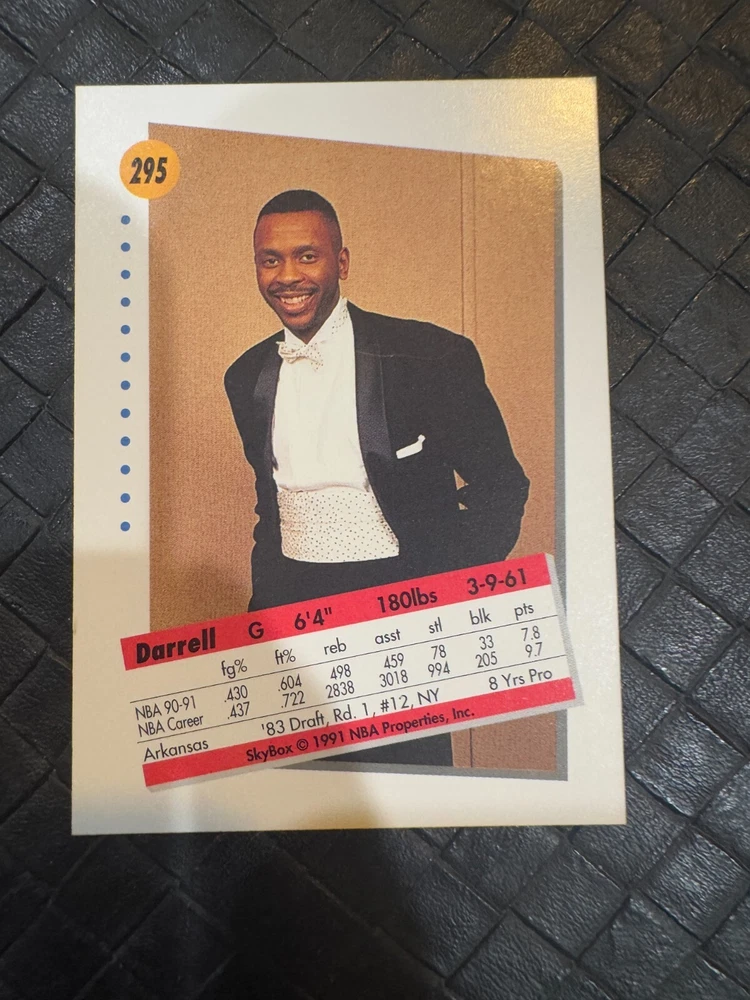 295
Darrell G 6'4" 180lbs 3-9-61
fg% ft% reb asst stl blk pts
NBA 90-91 .430 .604 498 459 78 33 7.8
NBA Career .437 .722 2838 3018 994 205 9.7
Arkansas '83 Draft, Rd. 1, #12, NY 8 Yrs Pro
SkyBox © 1991 NBA Properties, Inc.